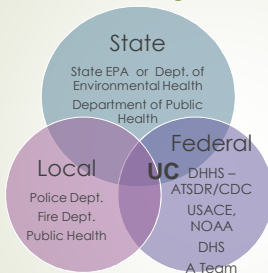 State
State EPA or Dept. of
Environmental Health
Department of Public
Health
Local
Police Dept.
Fire Dept.
Public Health
UC
Federal
DHHS –
ATSDR/CDC
USACE,
NOAA
DHS
A Team